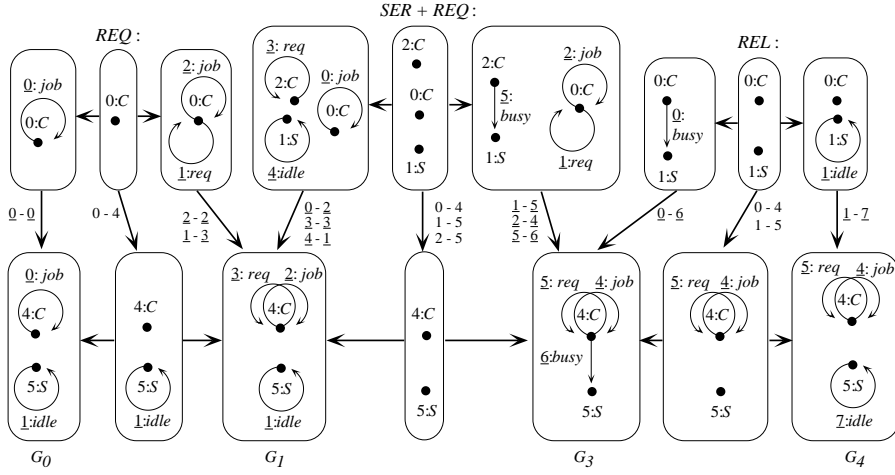 REQ :
SER + REQ :
REL :
0: job
0:C
0:C
2: job
0:C
1:req
3: req
2:C
0: job
0:C
1:S
4:idle
2:C
0:C
1:S
2:C
5:
busy
1:S
2: job
0:C
1:req
0:C
0:
busy
1:S
0:C
1:S
0:C
1:S
1:idle
0 - 0
0 - 4
2 - 2
1 - 3
0 - 2
3 - 3
4 - 1
0 - 4
1 - 5
2 - 5
1 - 5
2 - 4
5 - 6
0 - 6
0 - 4
1 - 5
1 - 7
0: job
4:C
5:S
1:idle
4:C
5:S
1:idle
3: req 2: job
4:C
5:S
1:idle
4:C
5:S
5: req 4: job
4:C
6:busy
5:S
5: req 4: job
4:C
5:S
5: req 4: job
4:C
5:S
7:idle
G0
G1
G3
G4